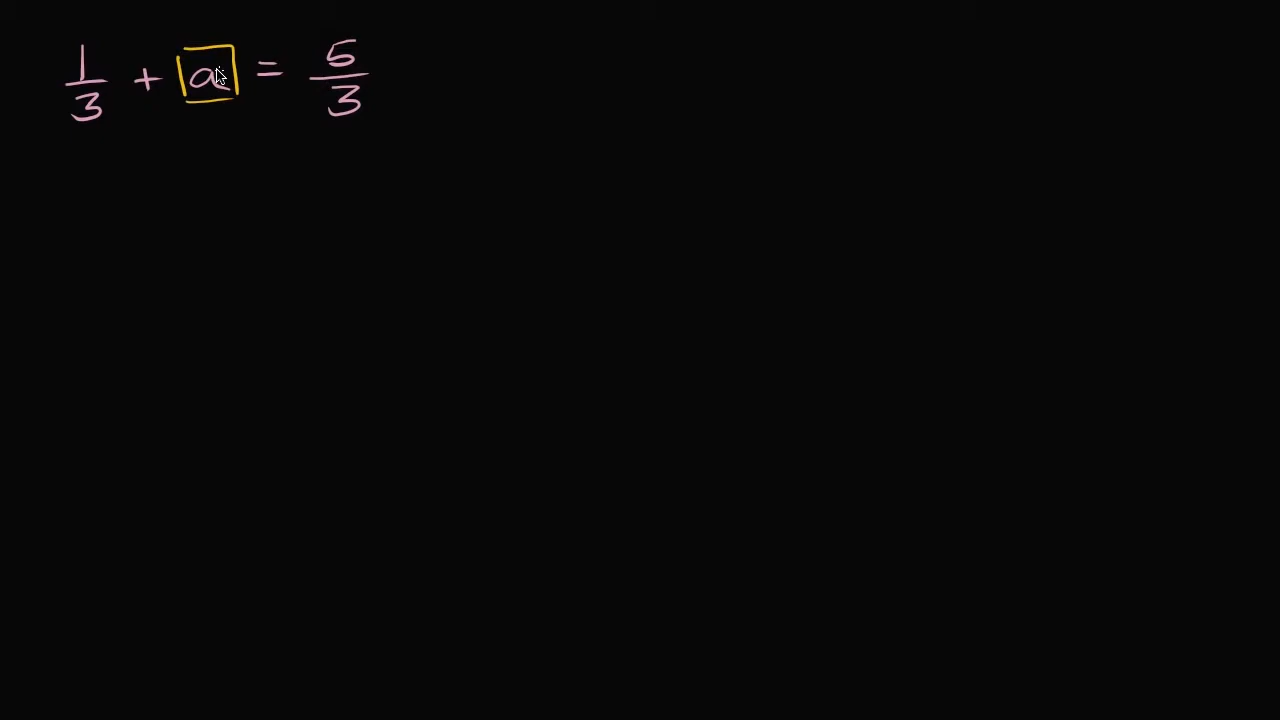 1/3 + a = 5/3